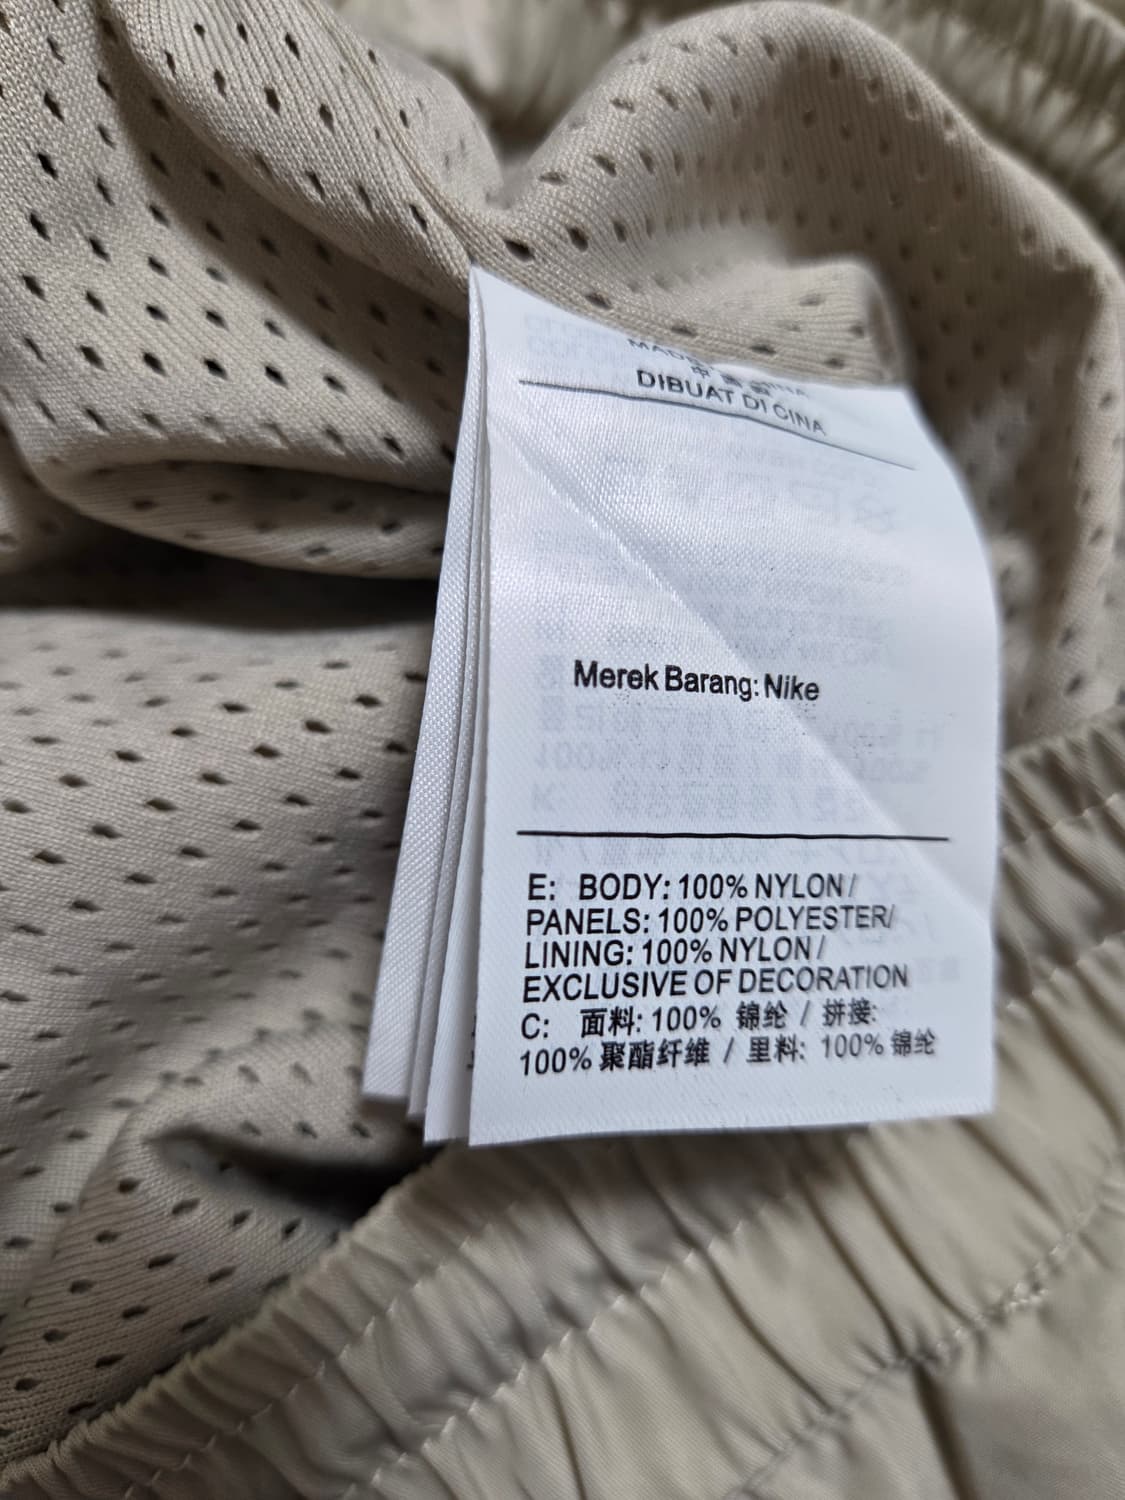 MADE
DIBUAT DI CINA
Merek Barang: Nike
E: BODY: 100% NYLON/
PANELS: 100% POLYESTER/
LINING: 100% NYLON/
EXCLUSIVE OF DECORATION
C: 面料: 100% 锦纶 / 拼接:
100% 聚酯纤维 / 里料: 100% 锦纶